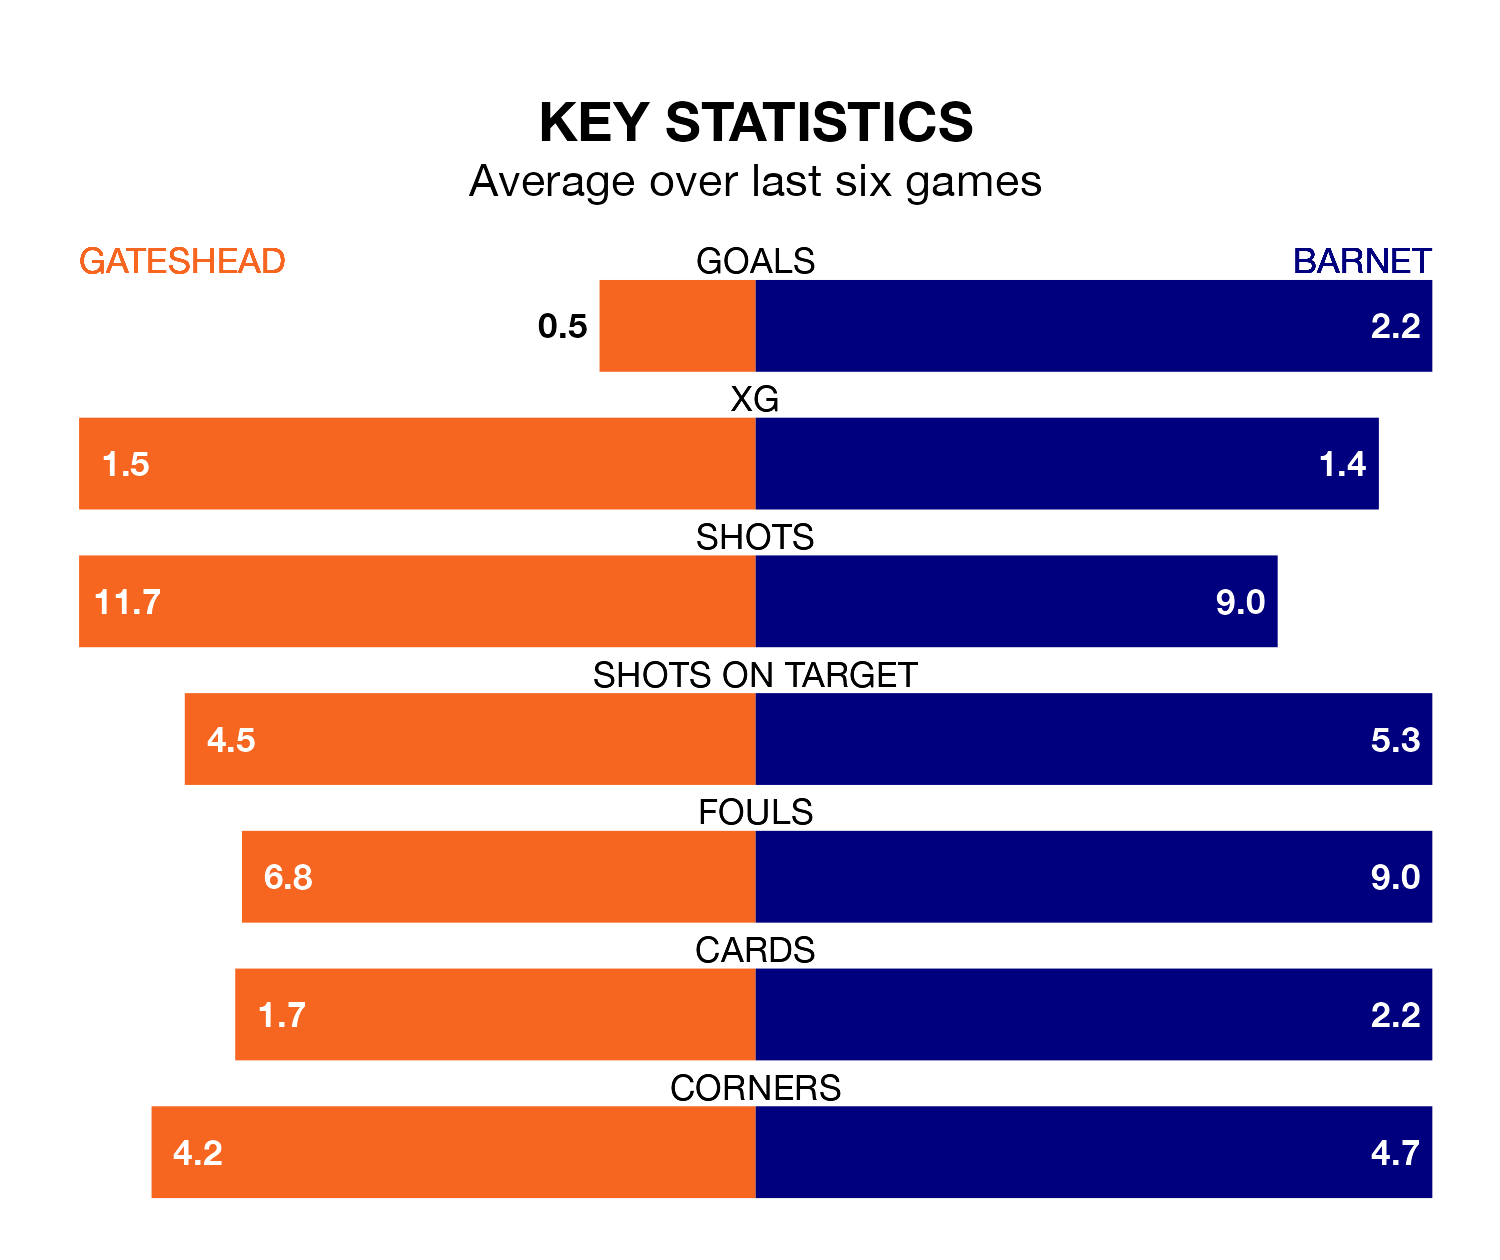 KEY STATISTICS
Average over last six games
GATESHEAD GOALS BARNET
0.5 2.2
XG
1.5 1.4
SHOTS
11.7 9.0
SHOTS ON TARGET
4.5 5.3
FOULS
6.8 9.0
CARDS
1.7 2.2
CORNERS
4.2 4.7